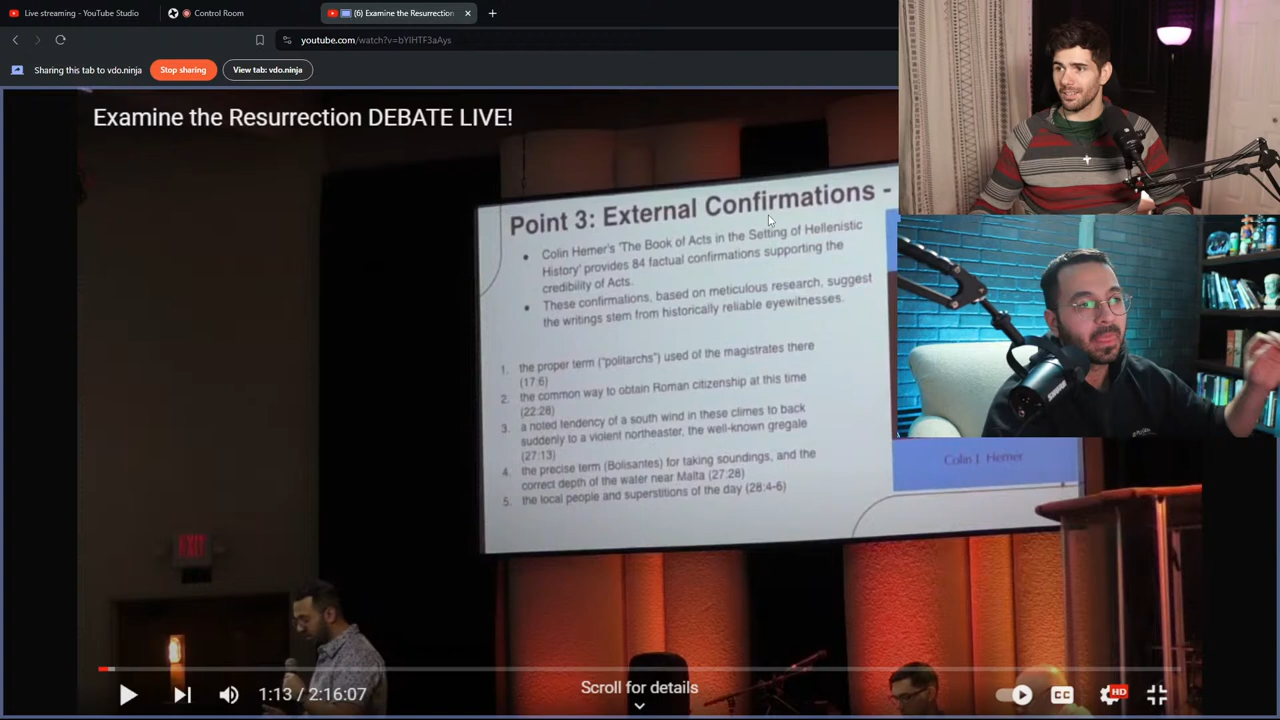 Live streaming - YouTube Studio
Control Room
(6) Examine the Resurrection
youtube.com/watch?v=bYIHTF3aAys
Sharing this tab to vdo.ninja
Stop sharing
View tab: vdo.ninja
Examine the Resurrection DEBATE LIVE!
Point 3: External Confirmations -
• Colin Hemer's 'The Book of Acts in the Setting of Hellenistic
History' provides 84 factual confirmations supporting the
credibility of Acts.
• These confirmations, based on meticulous research, suggest
the writings stem from historically reliable eyewitnesses.
1. the proper term ("politarchs") used of the magistrates there
(17:6)
2. the common way to obtain Roman citizenship at this time
(22:28)
3. a noted tendency of a south wind in these climes to back
suddenly to a violent northeaster, the well-known gregale
(27:13)
4. the precise term (Bolisantes) for taking soundings, and the
correct depth of the water near Malta (27:28)
5. the local people and superstitions of the day (28:4-6)
Colin J. Hemer
EXIT
1:13 / 2:16:07
Scroll for details
CC
HD